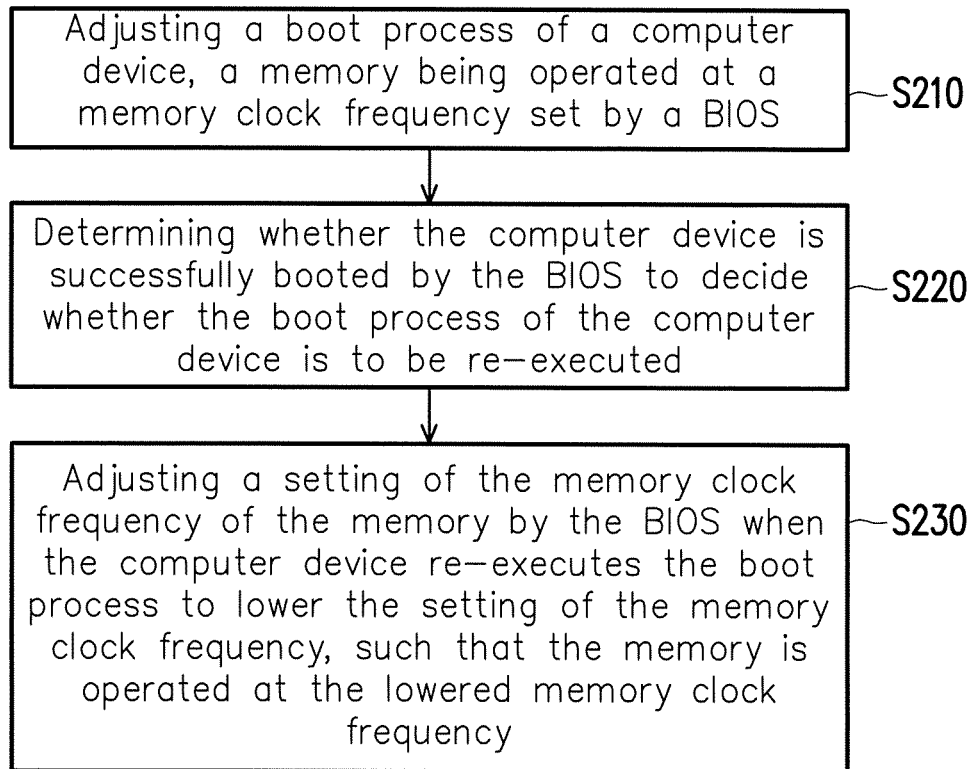 Adjusting a boot process of a computer
device, a memory being operated at a
memory clock frequency set by a BIOS
S210
Determining whether the computer device is
successfully booted by the BIOS to decide
whether the boot process of the computer
device is to be re-executed
S220
Adjusting a setting of the memory clock
frequency of the memory by the BIOS when
the computer device re-executes the boot
process to lower the setting of the memory
clock frequency, such that the memory is
operated at the lowered memory clock
frequency
S230